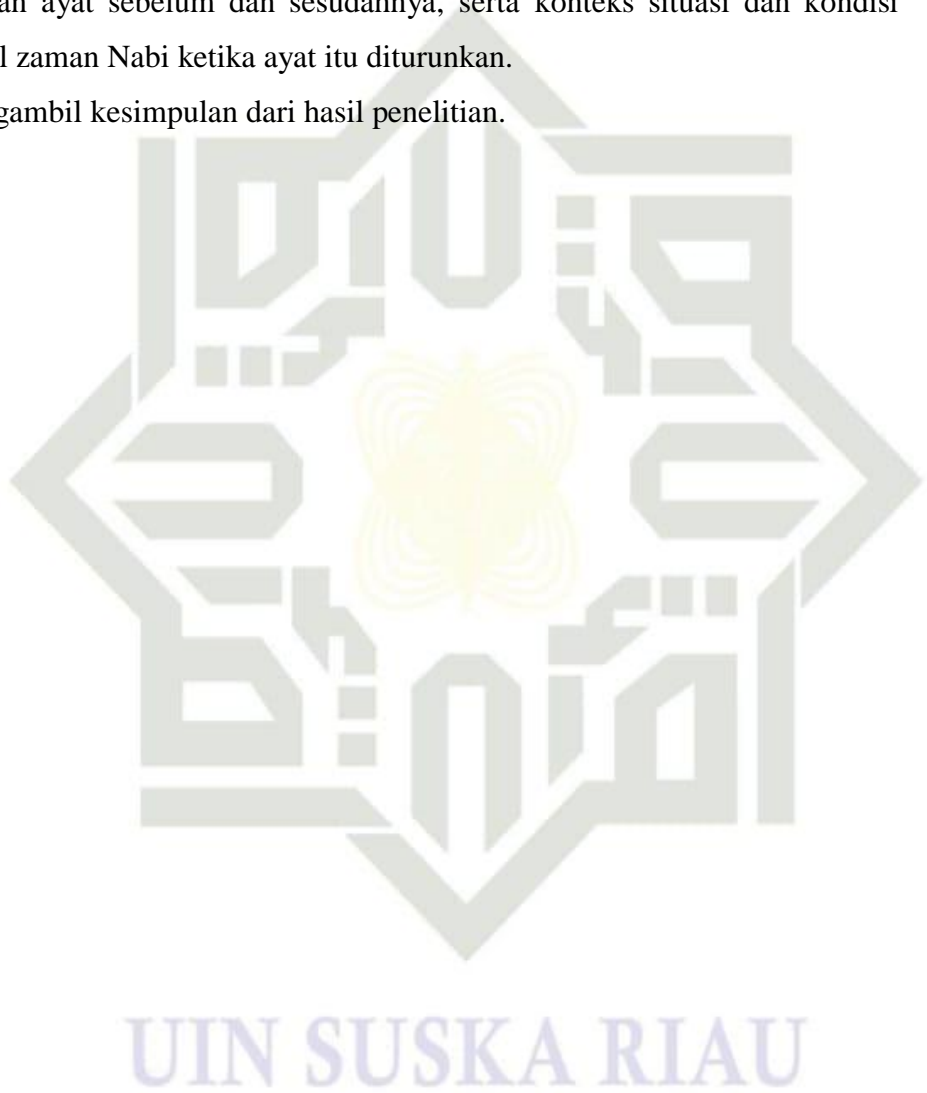 an ayat sebelum dan sesudahnya, serta konteks situasi dan kondisi
l zaman Nabi ketika ayat itu diturunkan.
gambil kesimpulan dari hasil penelitian.
UIN SUSKA RIAU